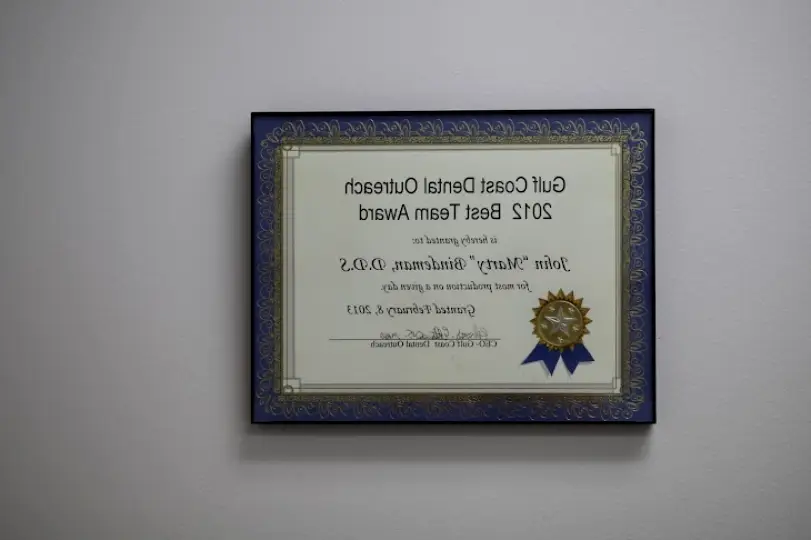 Gulf Coast Dental Outreach
2012 Best Team Award
is hereby granted to:
John "Marty" Bindeman, D.D.S
for most production on a given day.
Granted February 8, 2013
CEO- Gulf Coast Dental Outreach